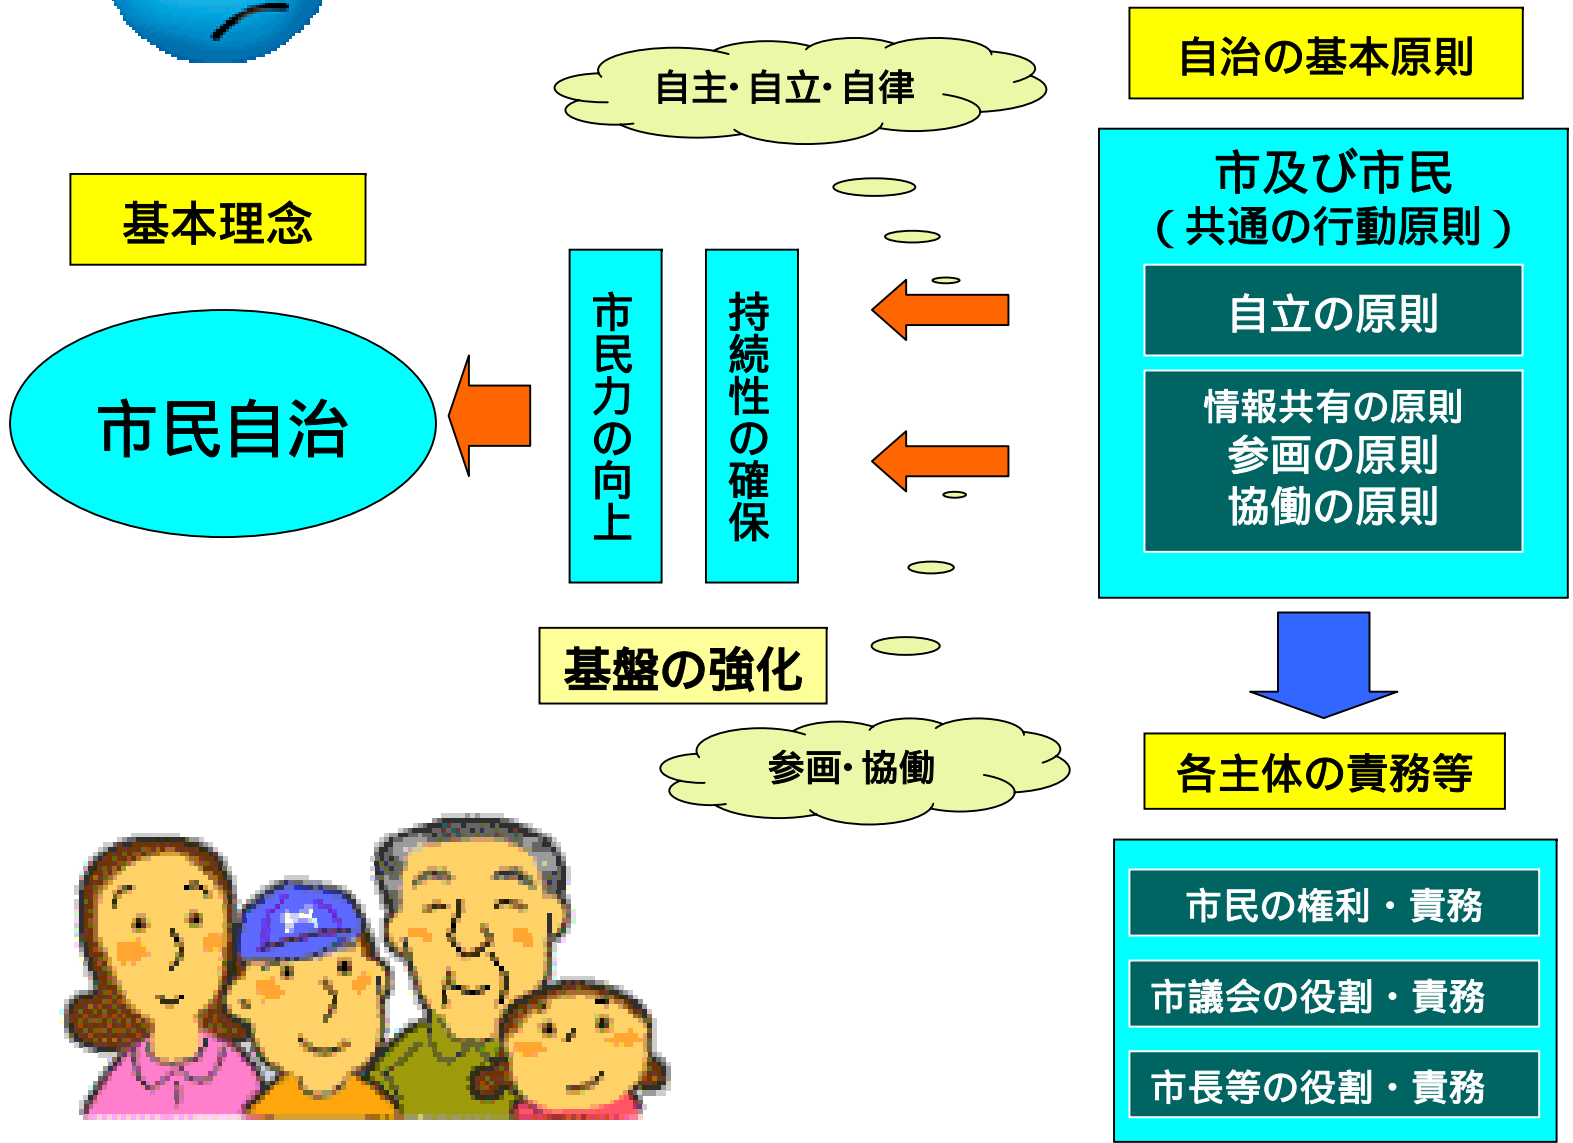 自主・自立・自律
自治の基本原則
市及び市民
(共通の行動原則)
自立の原則
情報共有の原則
参画の原則
協働の原則
基本理念
市民自治
市民力の向上
持続性の確保
基盤の強化
参画・協働
各主体の責務等
市民の権利・責務
市議会の役割・責務
市長等の役割・責務